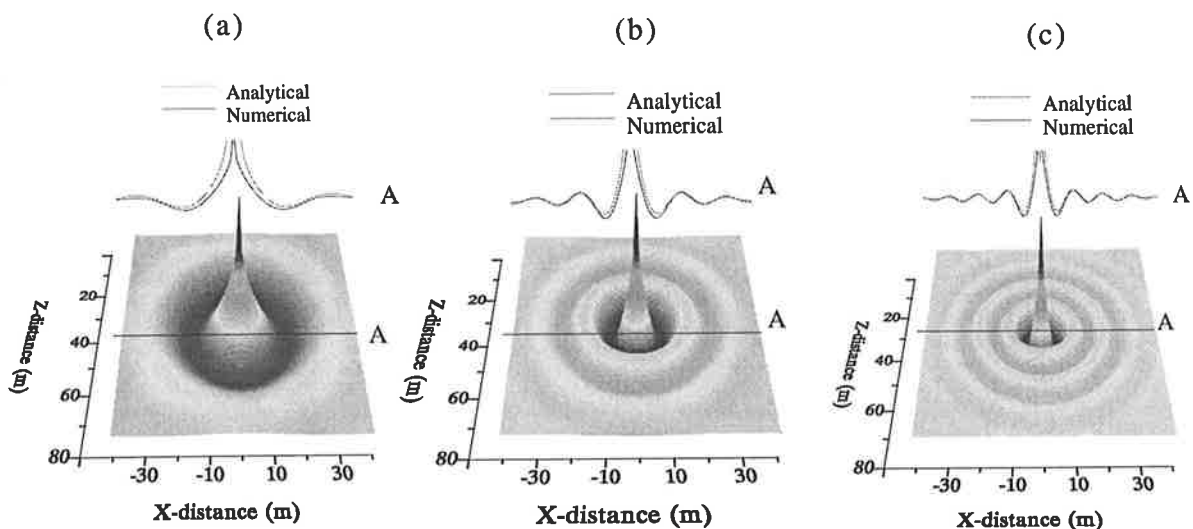 (a)
Analytical
Numerical
A
20
40
60
80
A
Z-distance (m)
-30 -10 10 30
X-distance (m)
(b)
Analytical
Numerical
A
20
40
60
80
A
Z-distance (m)
-30 -10 10 30
X-distance (m)
(c)
Analytical
Numerical
A
20
40
60
80
A
Z-distance (m)
-30 -10 10 30
X-distance (m)